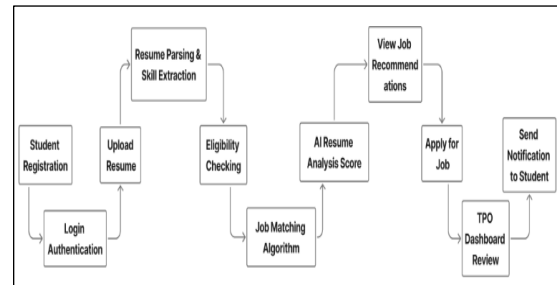 Student
Registration
Login
Authentication
Upload
Resume
Resume Parsing &
Skill Extraction
Eligibility
Checking
Job Matching
Algorithm
AI Resume
Analysis Score
View Job
Recommend
ations
Apply for
Job
TPO
Dashboard
Review
Send
Notification
to Student